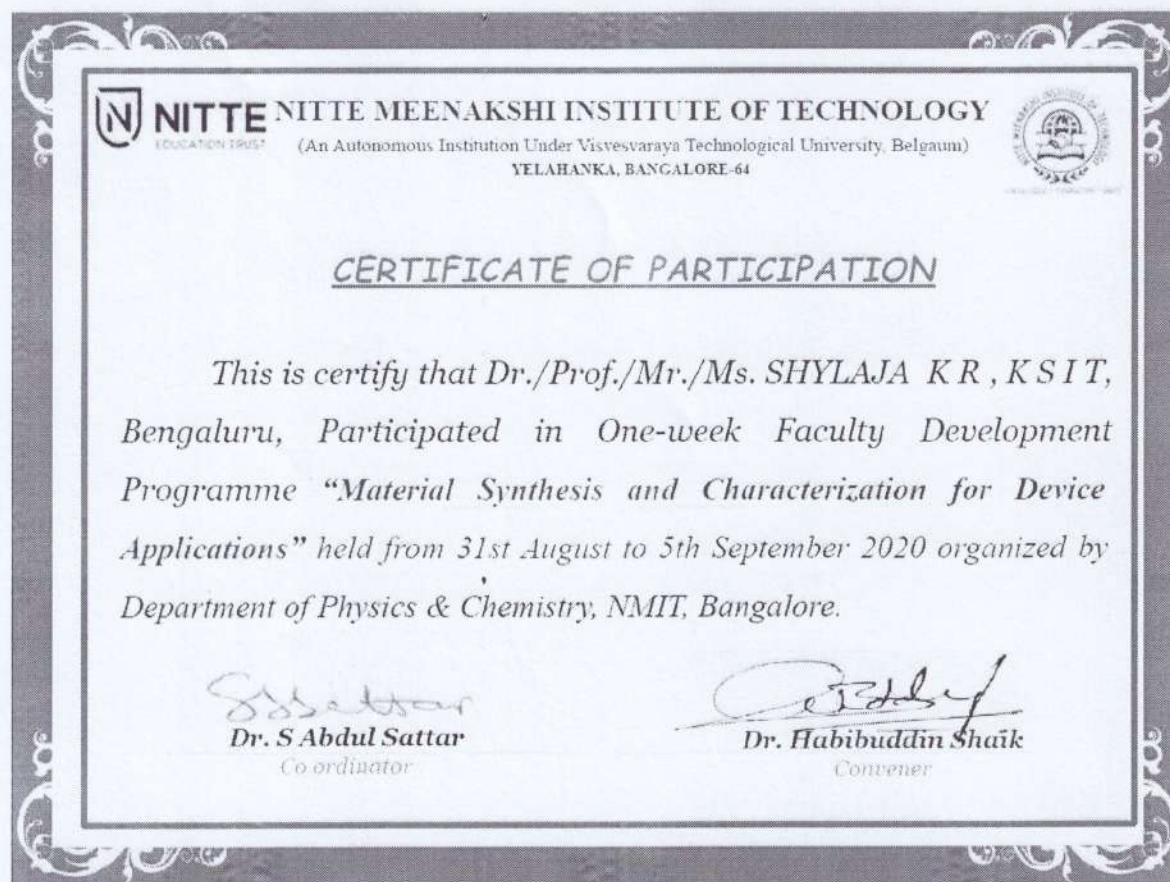 NITTE NITTE MEENAKSHI INSTITUTE OF TECHNOLOGY
EDUCATION TRUST
(An Autonomous Institution Under Visvesvaraya Technological University, Belgaum)
YELAHANKA, BANGALORE-64
CERTIFICATE OF PARTICIPATION
This is certify that Dr./Prof./Mr./Ms. SHYLAJA K R , K S I T,
Bengaluru, Participated in One-week Faculty Development
Programme “Material Synthesis and Characterization for Device
Applications” held from 31st August to 5th September 2020 organized by
Department of Physics & Chemistry, NMIT, Bangalore.
Dr. S Abdul Sattar
Co ordinator
Dr. Habibuddin Shaik
Convener